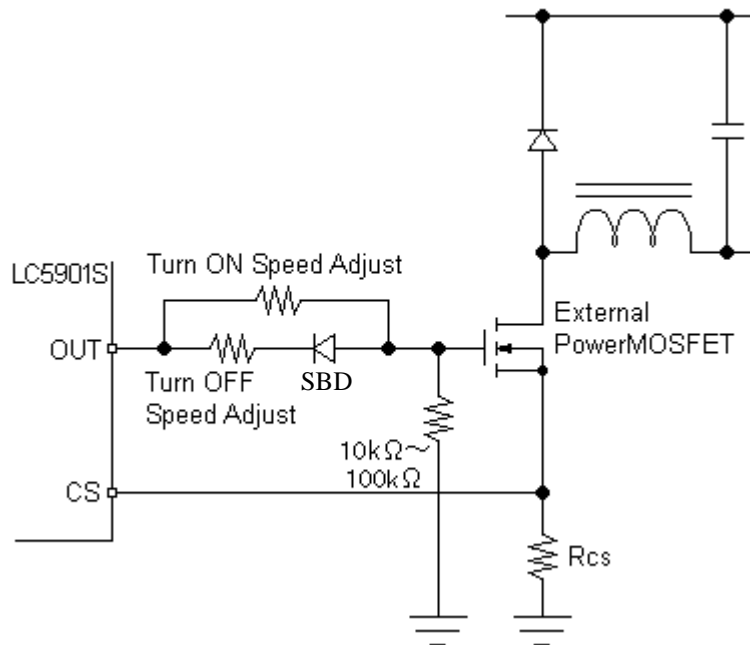 LC5901S
Turn ON Speed Adjust
OUT
Turn OFF
Speed Adjust
SBD
External
PowerMOSFET
10kΩ～
100kΩ
CS
Rcs